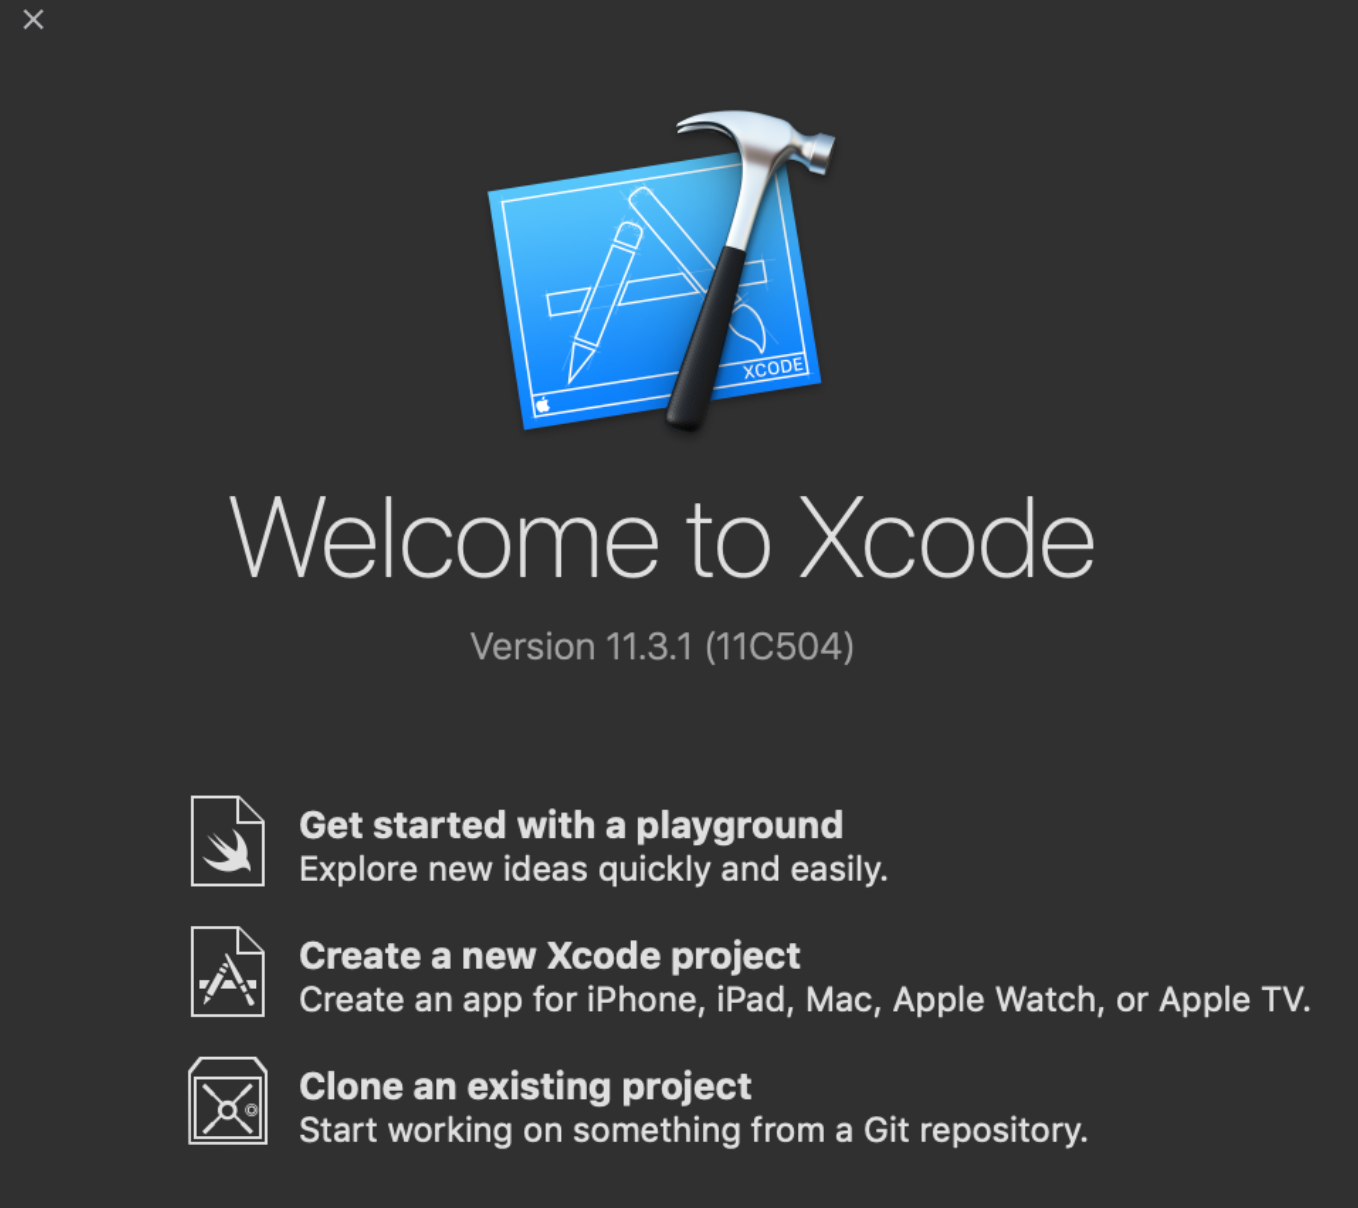 XCODE
Welcome to Xcode
Version 11.3.1 (11C504)
Get started with a playground
Explore new ideas quickly and easily.
Create a new Xcode project
Create an app for iPhone, iPad, Mac, Apple Watch, or Apple TV.
Clone an existing project
Start working on something from a Git repository.